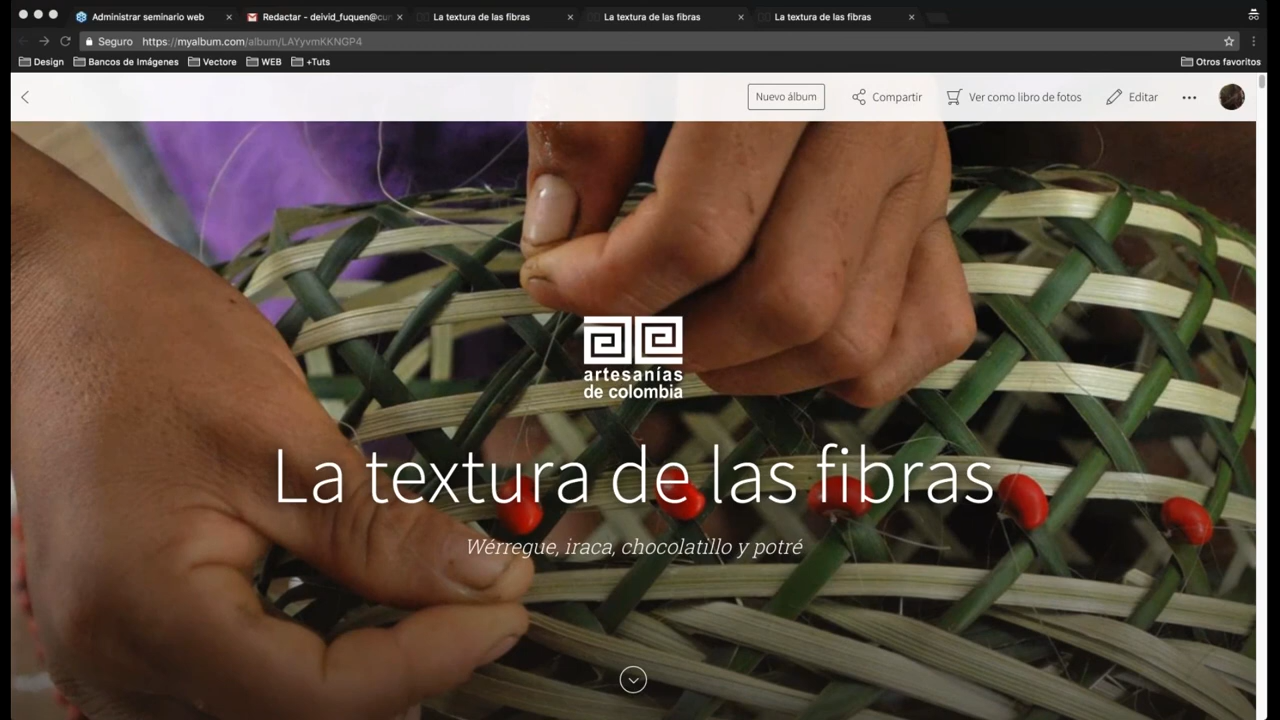 Administrar seminario web
Redactar - deivid_fuquen@cun
La textura de las fibras
La textura de las fibras
La textura de las fibras
Seguro https://myalbum.com/album/LAYyvmKKNGP4
Design Bancos de Imágenes Vectore WEB +Tuts Otros favoritos
Nuevo álbum Compartir Ver como libro de fotos Editar
artesanías
de colombia
La textura de las fibras
Wérregue, iraca, chocolatillo y potré